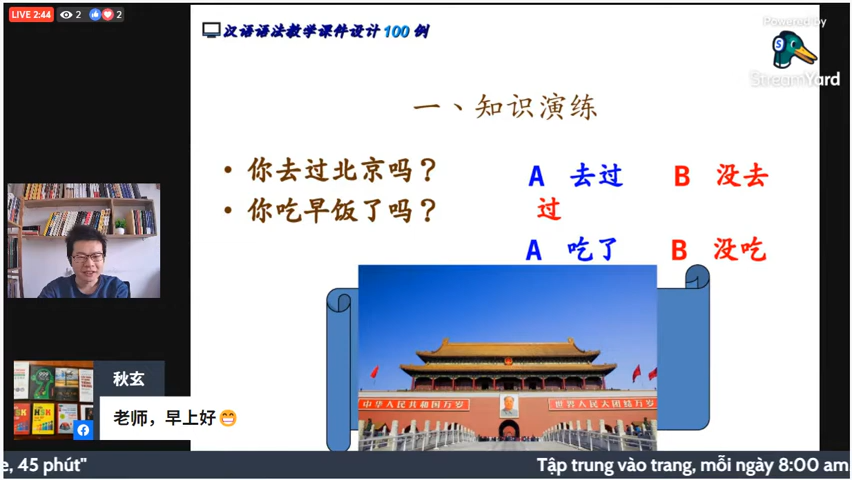 LIVE 2:44
2
2
汉语语法教学课件设计100例
Powered by
StreamYard
一、知识演练
• 你去过北京吗？
A 去过 B 没去过
• 你吃早饭了吗？
A 吃了 B 没吃
中华人民共和国万岁
世界人民大团结万岁
秋玄
HSK
老师，早上好😁
e, 45 phút"
Tập trung vào trang, mỗi ngày 8:00 am